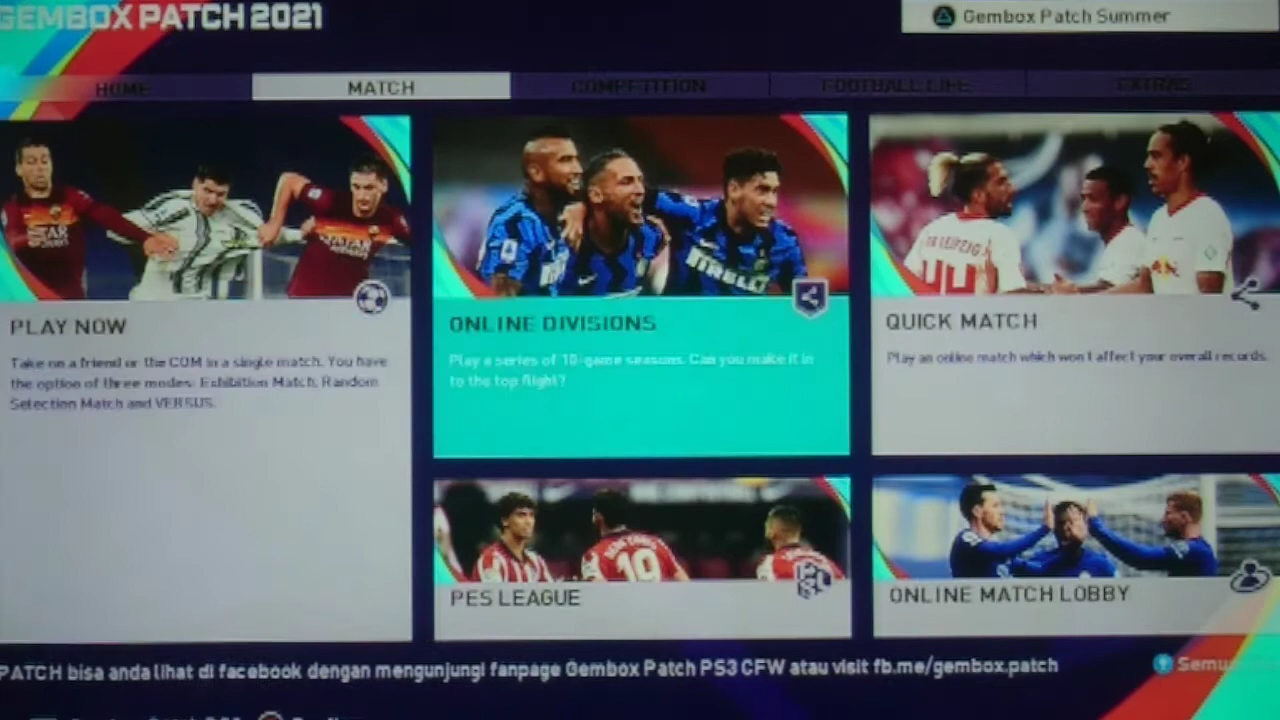 GEMBOX PATCH 2021
Gembox Patch Summer
HOME
MATCH
COMPETITION
FOOTBALL LIFE
EXTRAS
PLAY NOW
Take on a friend or the COM in a single match. You have
the option of three modes: Exhibition Match, Random
Selection Match and VERSUS.
ONLINE DIVISIONS
PIRELLI
Play a series of 10-game seasons. Can you make it in
to the top flight?
QUICK MATCH
Play an online match which won't affect your overall records.
PES LEAGUE
19
ONLINE MATCH LOBBY
PATCH bisa anda lihat di facebook dengan mengunjungi fanpage Gembox Patch PS3 CFW atau visit fb.me/gembox.patch